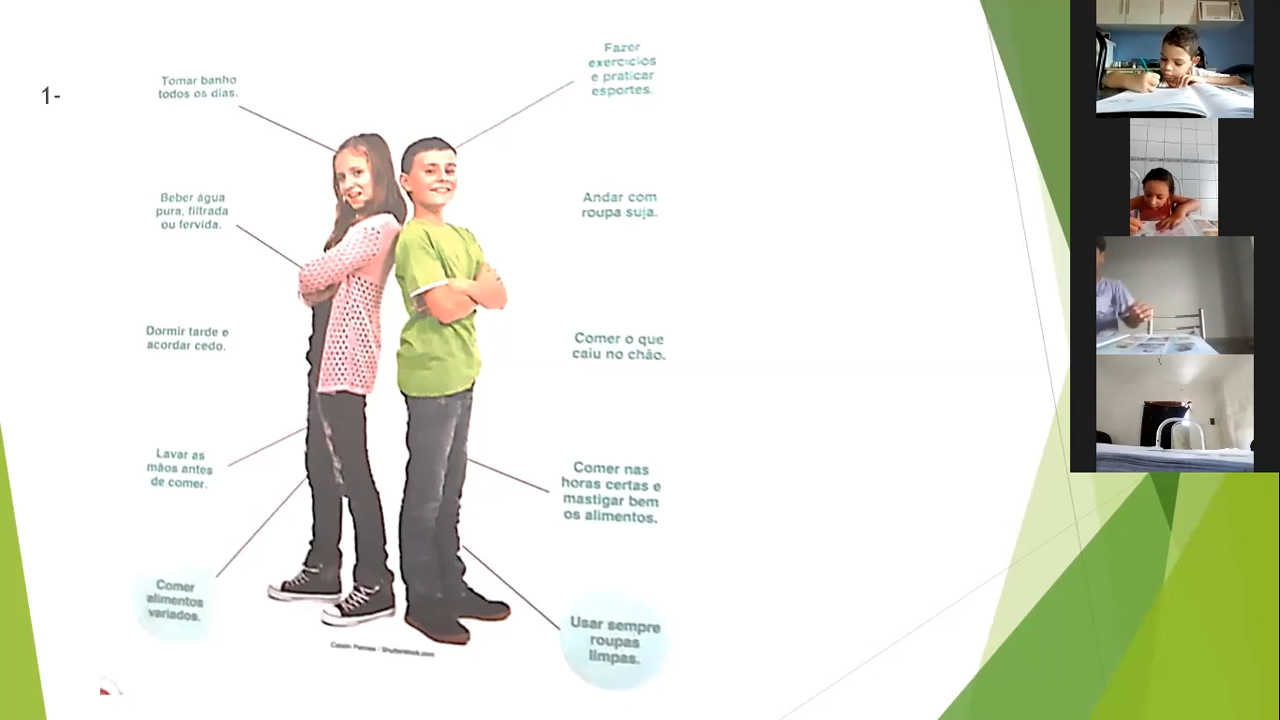 1-
Tomar banho
todos os dias.
Beber água
pura, filtrada
ou fervida.
Dormir tarde e
acordar cedo.
Lavar as
mãos antes
de comer.
Comer
alimentos
variados.
Fazer
exercícios
e praticar
esportes.
Andar com
roupa suja.
Comer o que
caiu no chão.
Comer nas
horas certas e
mastigar bem
os alimentos.
Usar sempre
roupas
limpas.
/ Shutterstock.com